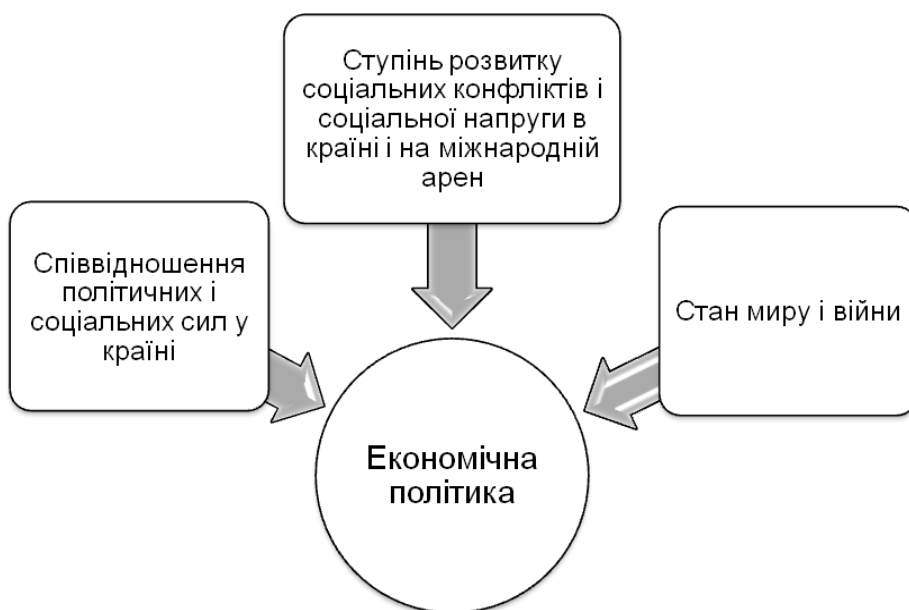 Ступінь розвитку
соціальних конфліктів і
соціальної напруги в
країні і на міжнародній
арен
Співвідношення
політичних і
соціальних сил у
країні
Стан миру і війни
Економічна
політика